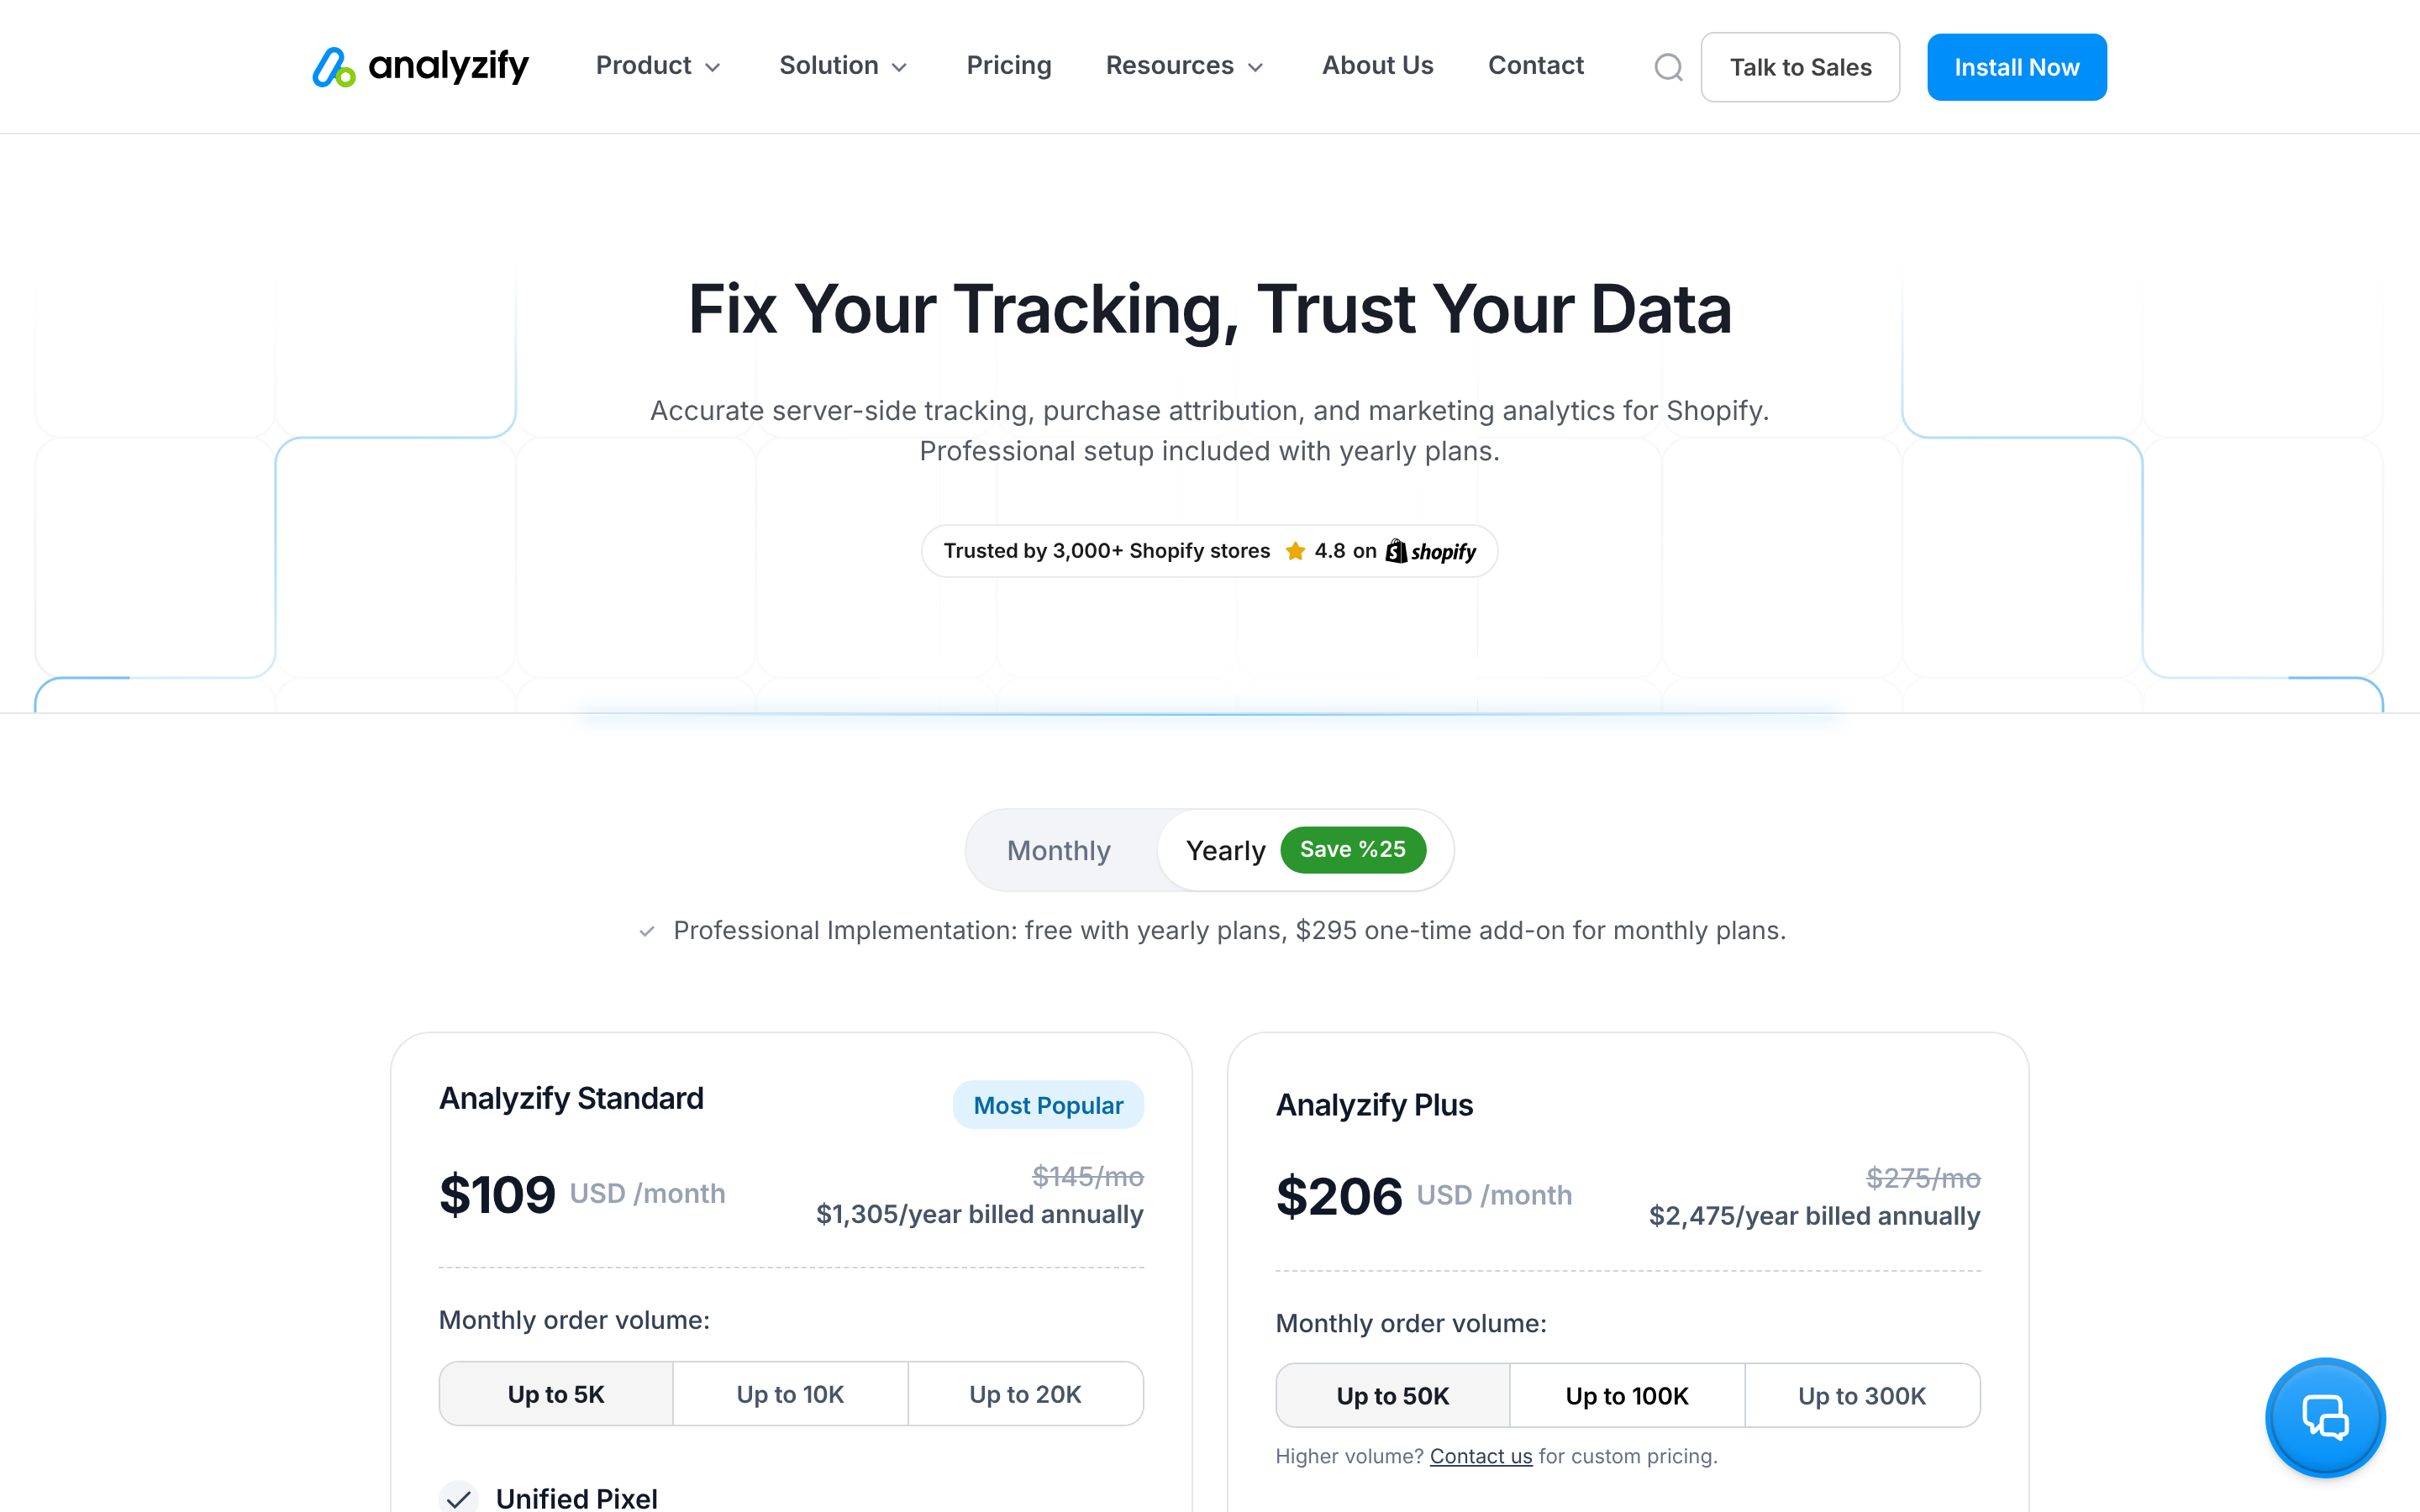 analyzify
Product
Solution
Pricing
Resources
About Us
Contact
Talk to Sales
Install Now
Fix Your Tracking, Trust Your Data
Accurate server-side tracking, purchase attribution, and marketing analytics for Shopify.
Professional setup included with yearly plans.
Trusted by 3,000+ Shopify stores 4.8 on shopify
Monthly
Yearly
Save %25
Professional Implementation: free with yearly plans, $295 one-time add-on for monthly plans.
Analyzify Standard
Most Popular
$109 USD /month
$145/mo
$1,305/year billed annually
Monthly order volume:
Up to 5K
Up to 10K
Up to 20K
Unified Pixel
Analyzify Plus
$206 USD /month
$275/mo
$2,475/year billed annually
Monthly order volume:
Up to 50K
Up to 100K
Up to 300K
Higher volume? Contact us for custom pricing.